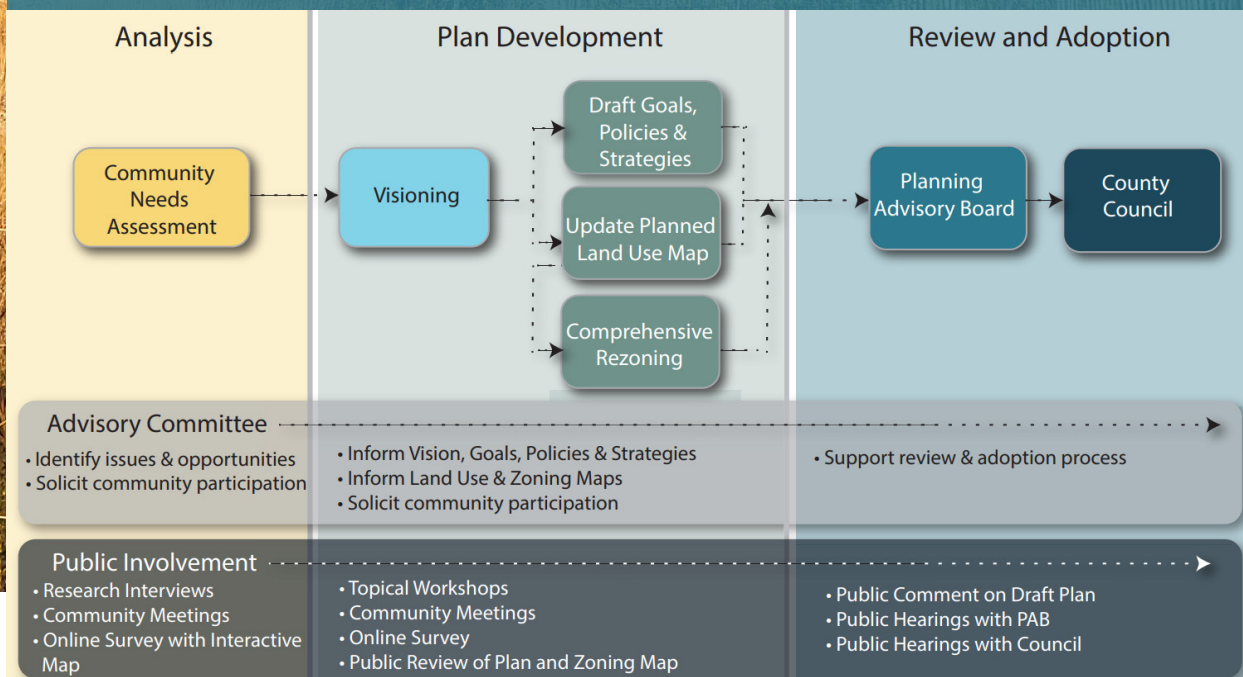 Analysis
Plan Development
Review and Adoption
Community
Needs
Assessment
Visioning
Draft Goals,
Policies &
Strategies
Update Planned
Land Use Map
Comprehensive
Rezoning
Planning
Advisory Board
County
Council
Advisory Committee
• Identify issues & opportunities
• Solicit community participation
• Inform Vision, Goals, Policies & Strategies
• Inform Land Use & Zoning Maps
• Solicit community participation
• Support review & adoption process
Public Involvement
• Research Interviews
• Community Meetings
• Online Survey with Interactive
Map
• Topical Workshops
• Community Meetings
• Online Survey
• Public Review of Plan and Zoning Map
• Public Comment on Draft Plan
• Public Hearings with PAB
• Public Hearings with Council